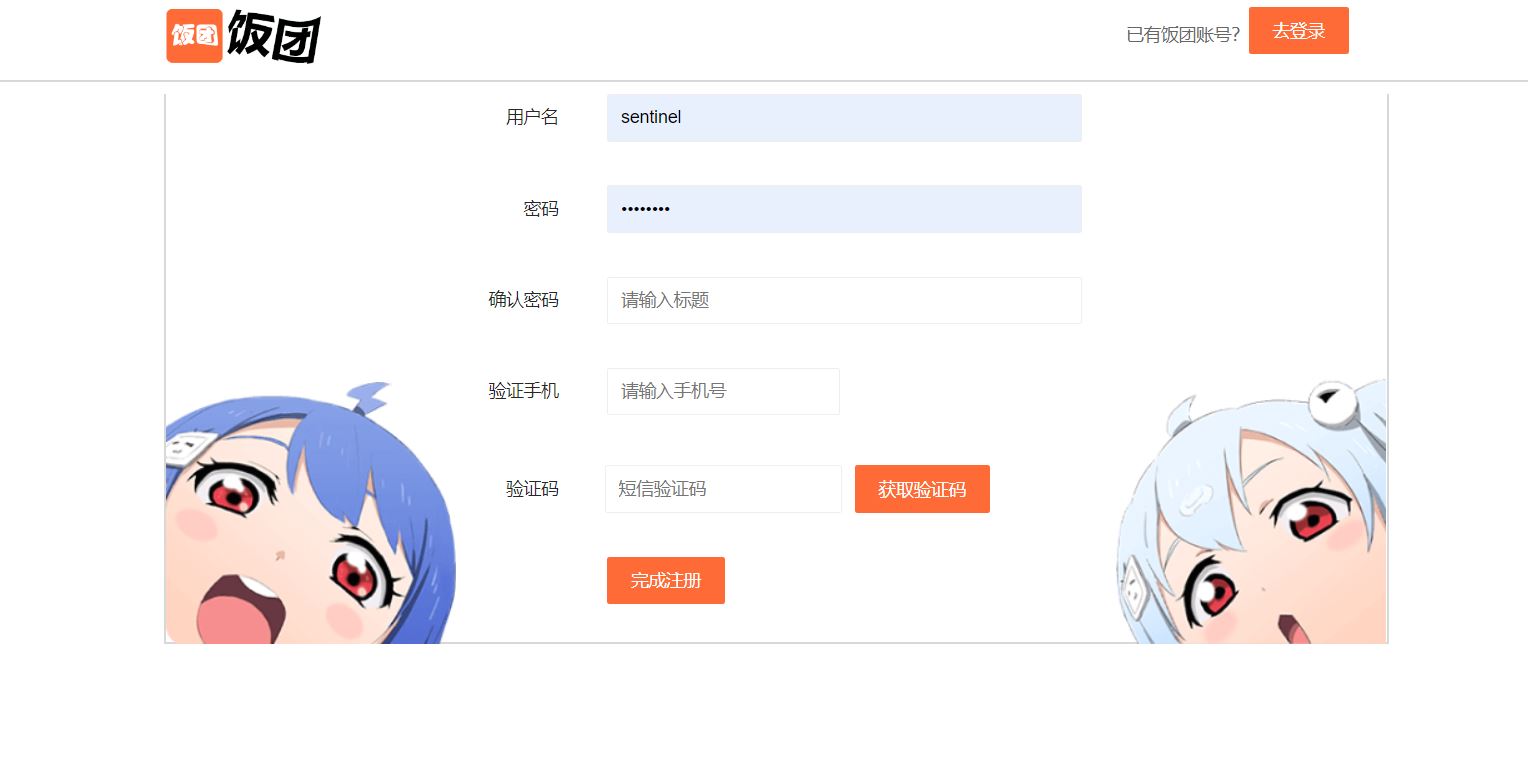 饭团 饭团
已有饭团账号? 去登录
用户名 sentinel
密码 ••••••••
确认密码 请输入标题
验证手机 请输入手机号
验证码 短信验证码 获取验证码
完成注册